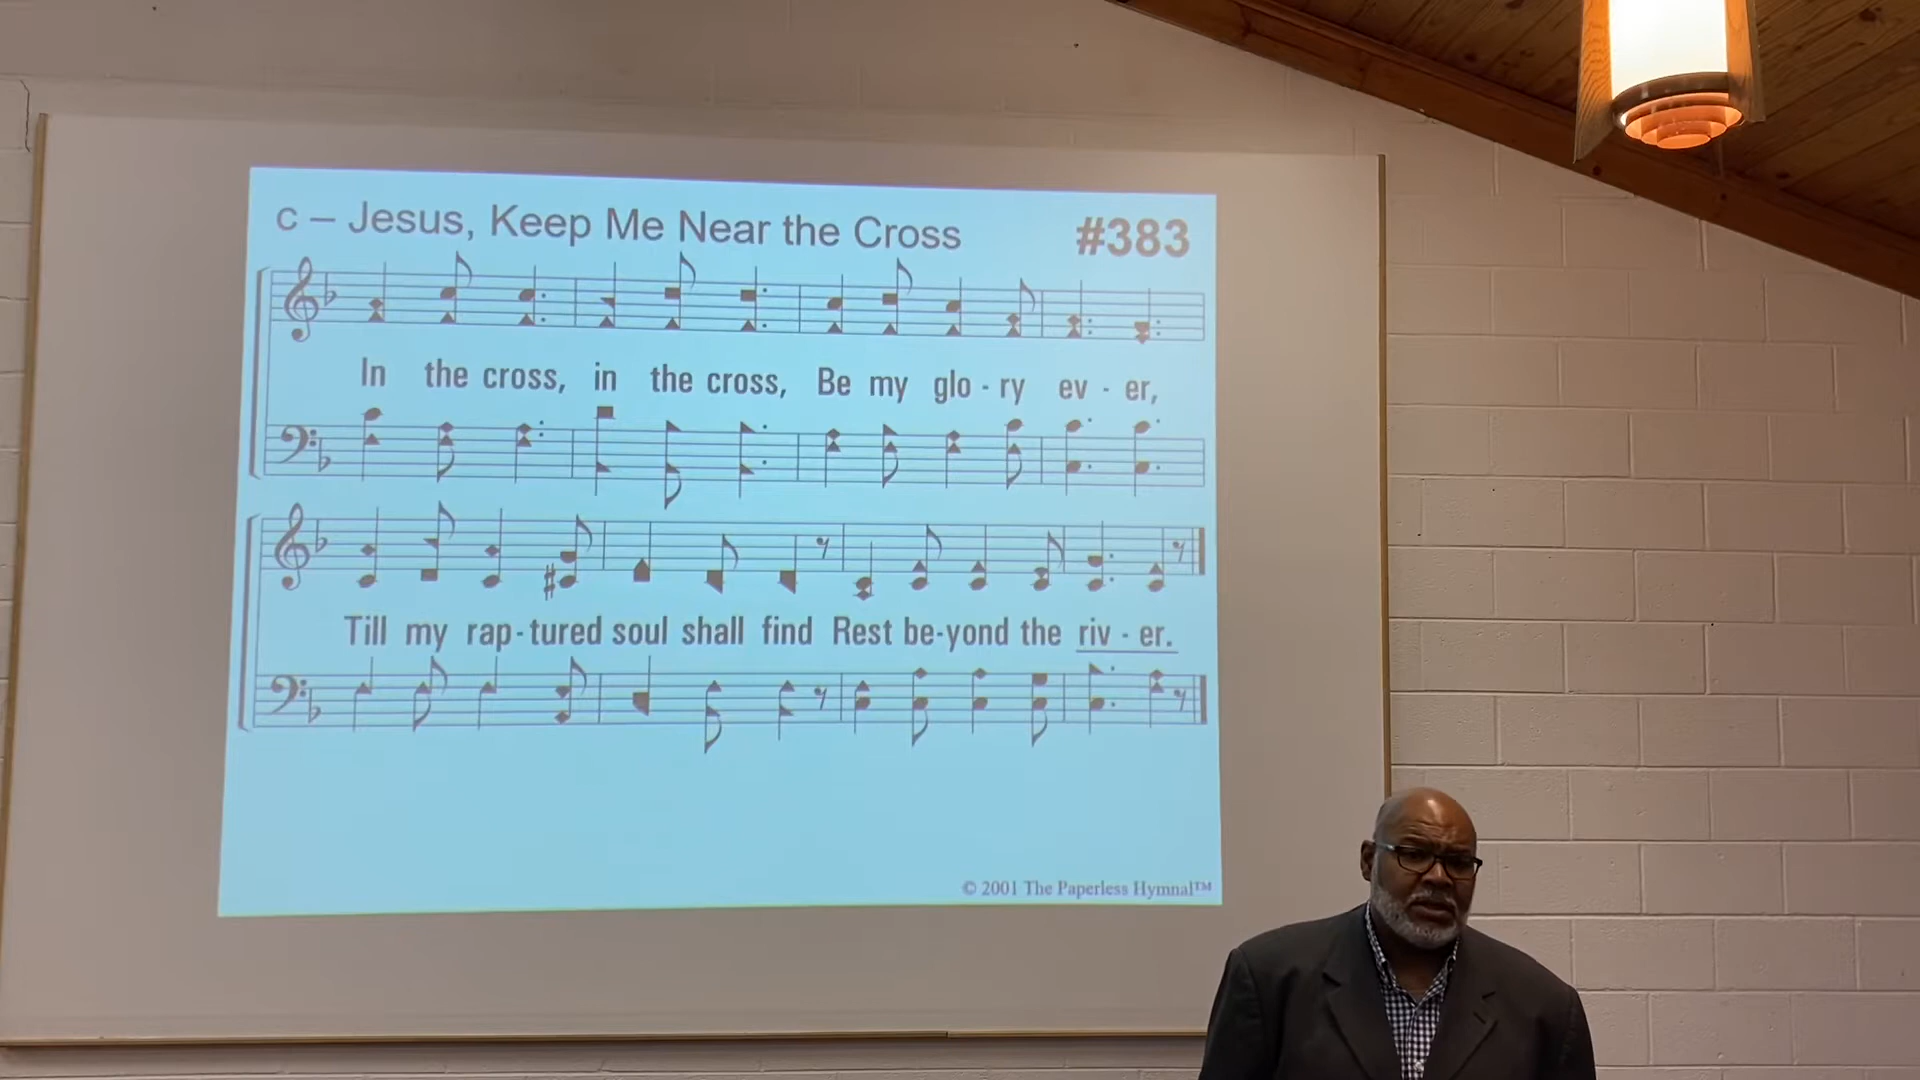 c – Jesus, Keep Me Near the Cross #383
In the cross, in the cross, Be my glo - ry ev - er,
Till my rap - tured soul shall find Rest be - yond the riv - er.
© 2001 The Paperless Hymnal™